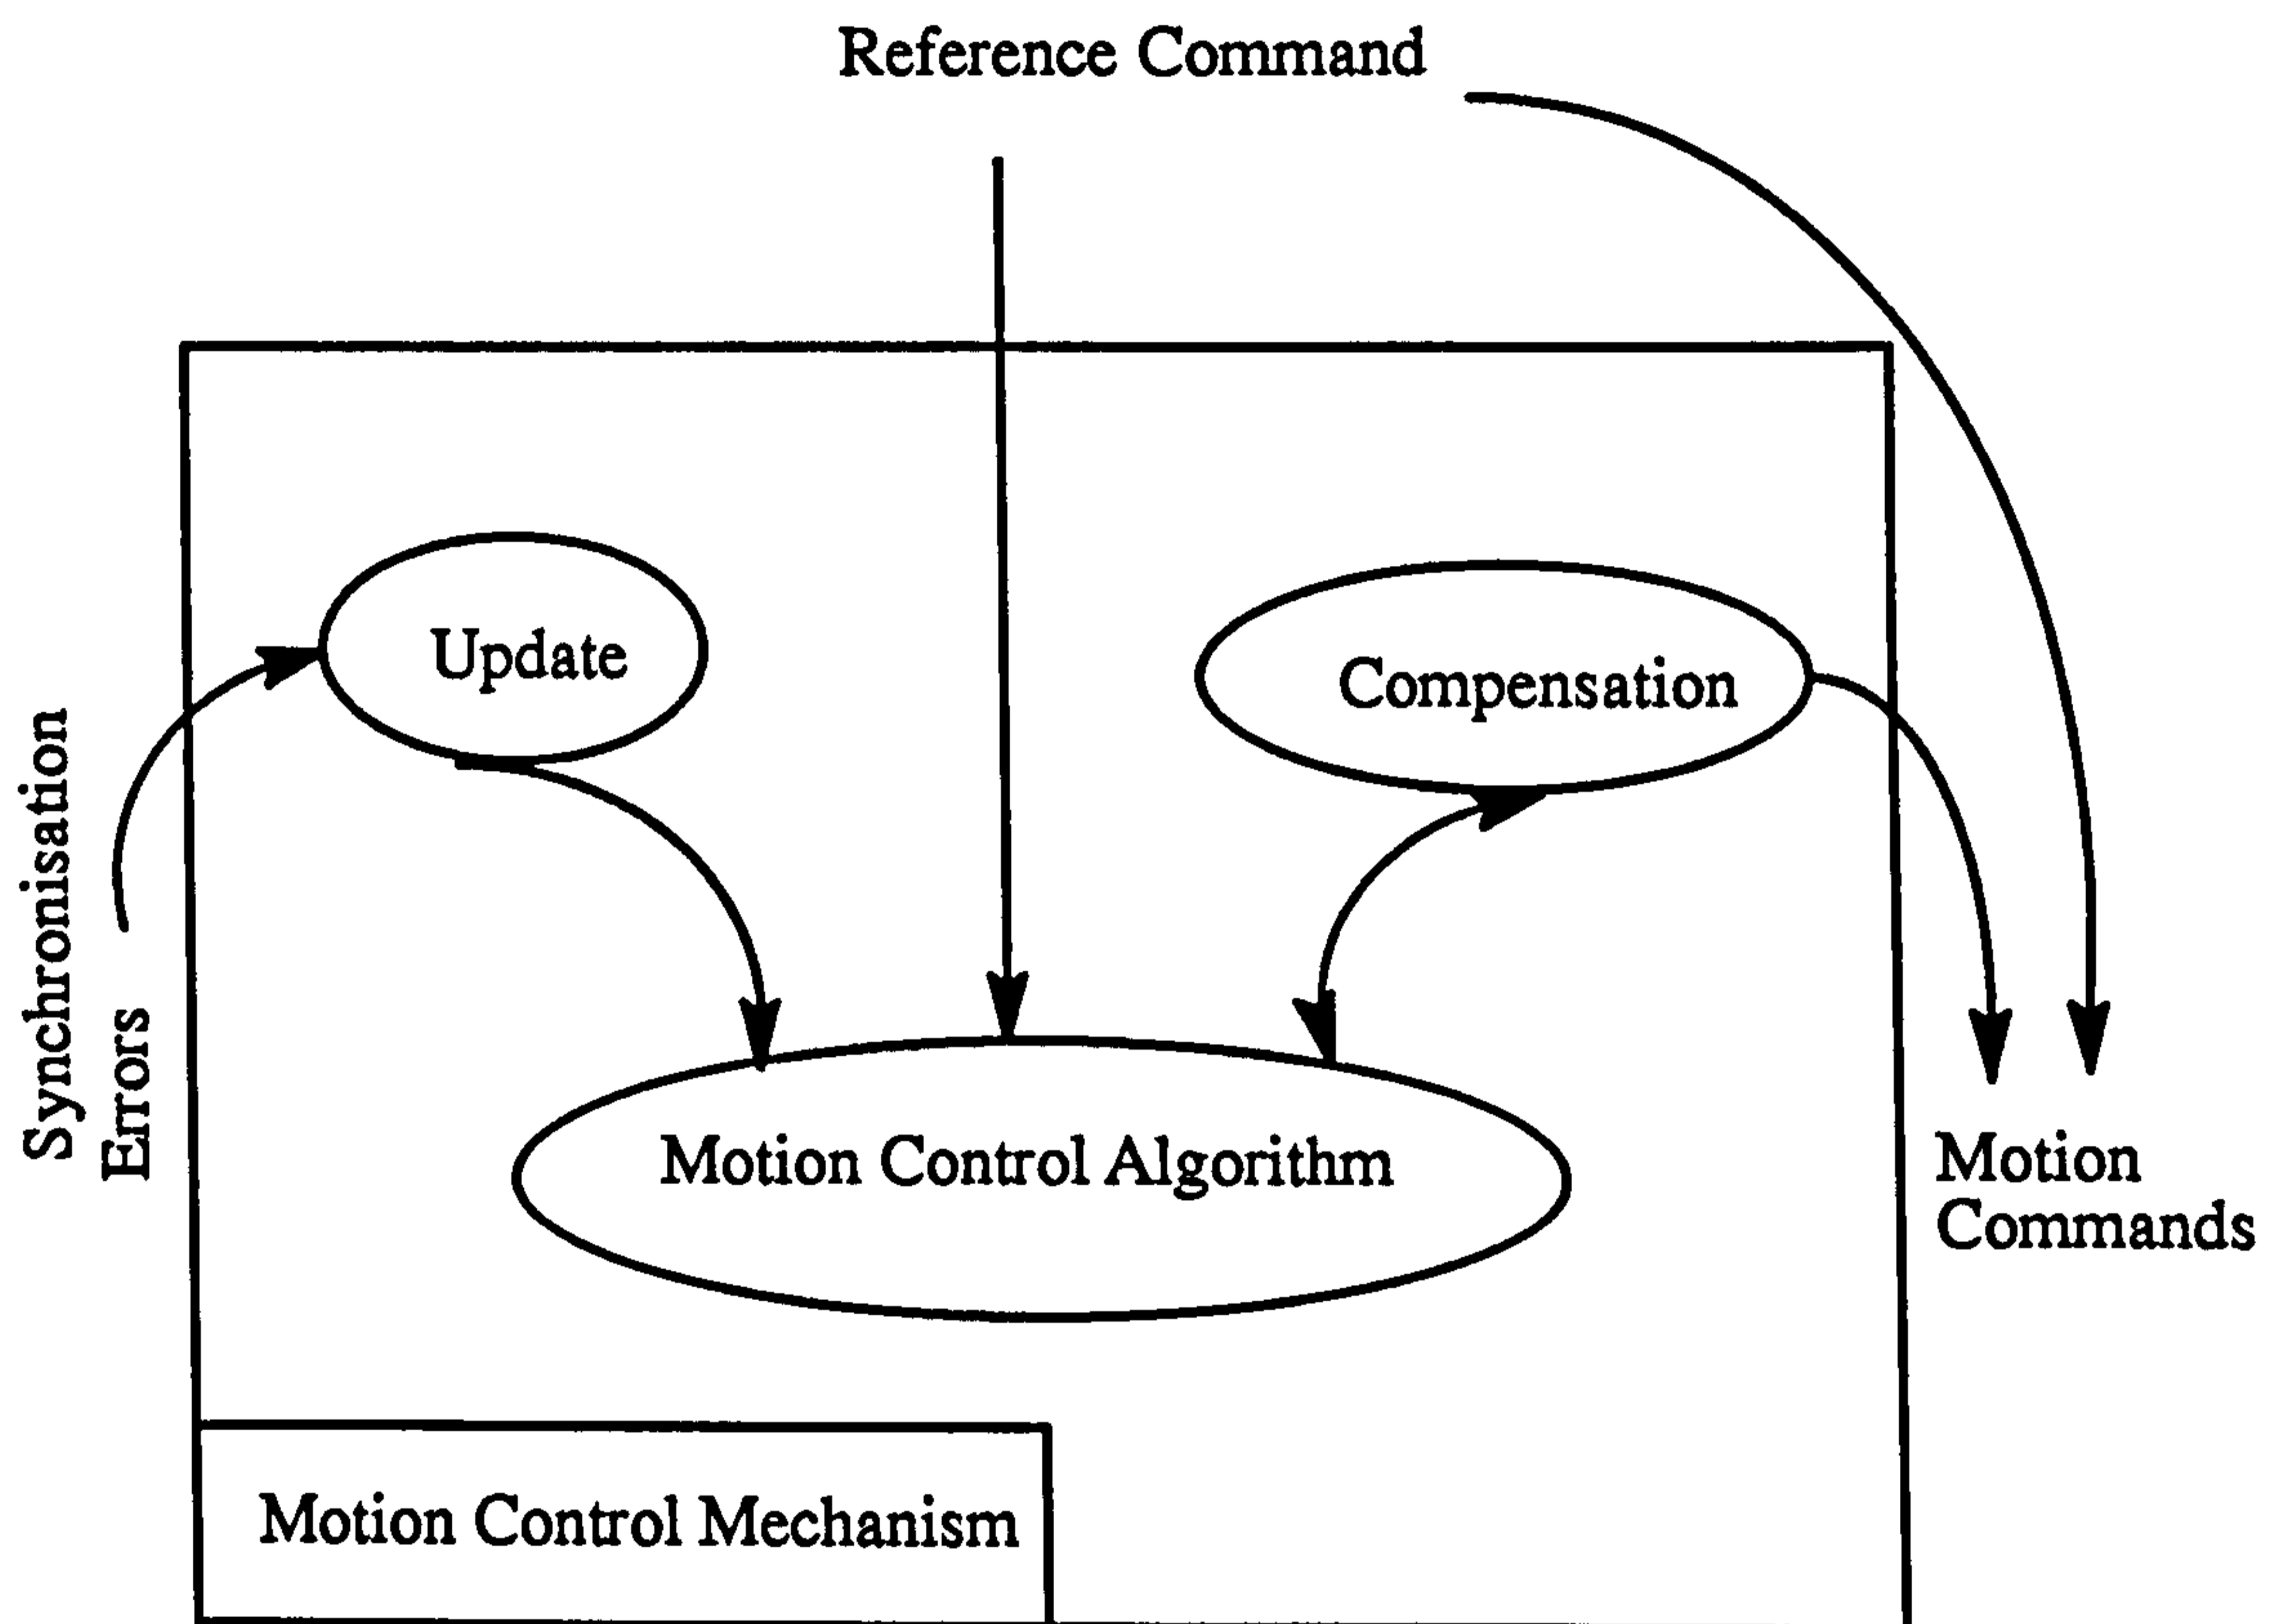 Reference Command
Update
Compensation
Synchronisation
Errors
Motion Control Algorithm
Motion
Commands
Motion Control Mechanism